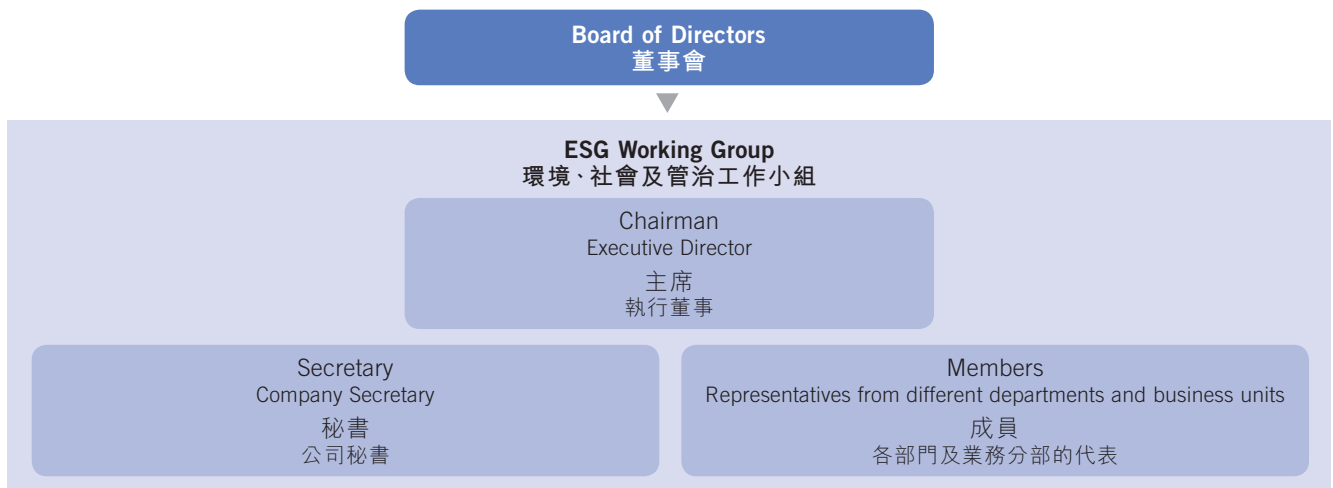 Board of Directors
董事會
ESG Working Group
環境、社會及管治工作小組
Chairman
Executive Director
主席
執行董事
Secretary
Company Secretary
秘書
公司秘書
Members
Representatives from different departments and business units
成員
各部門及業務分部的代表